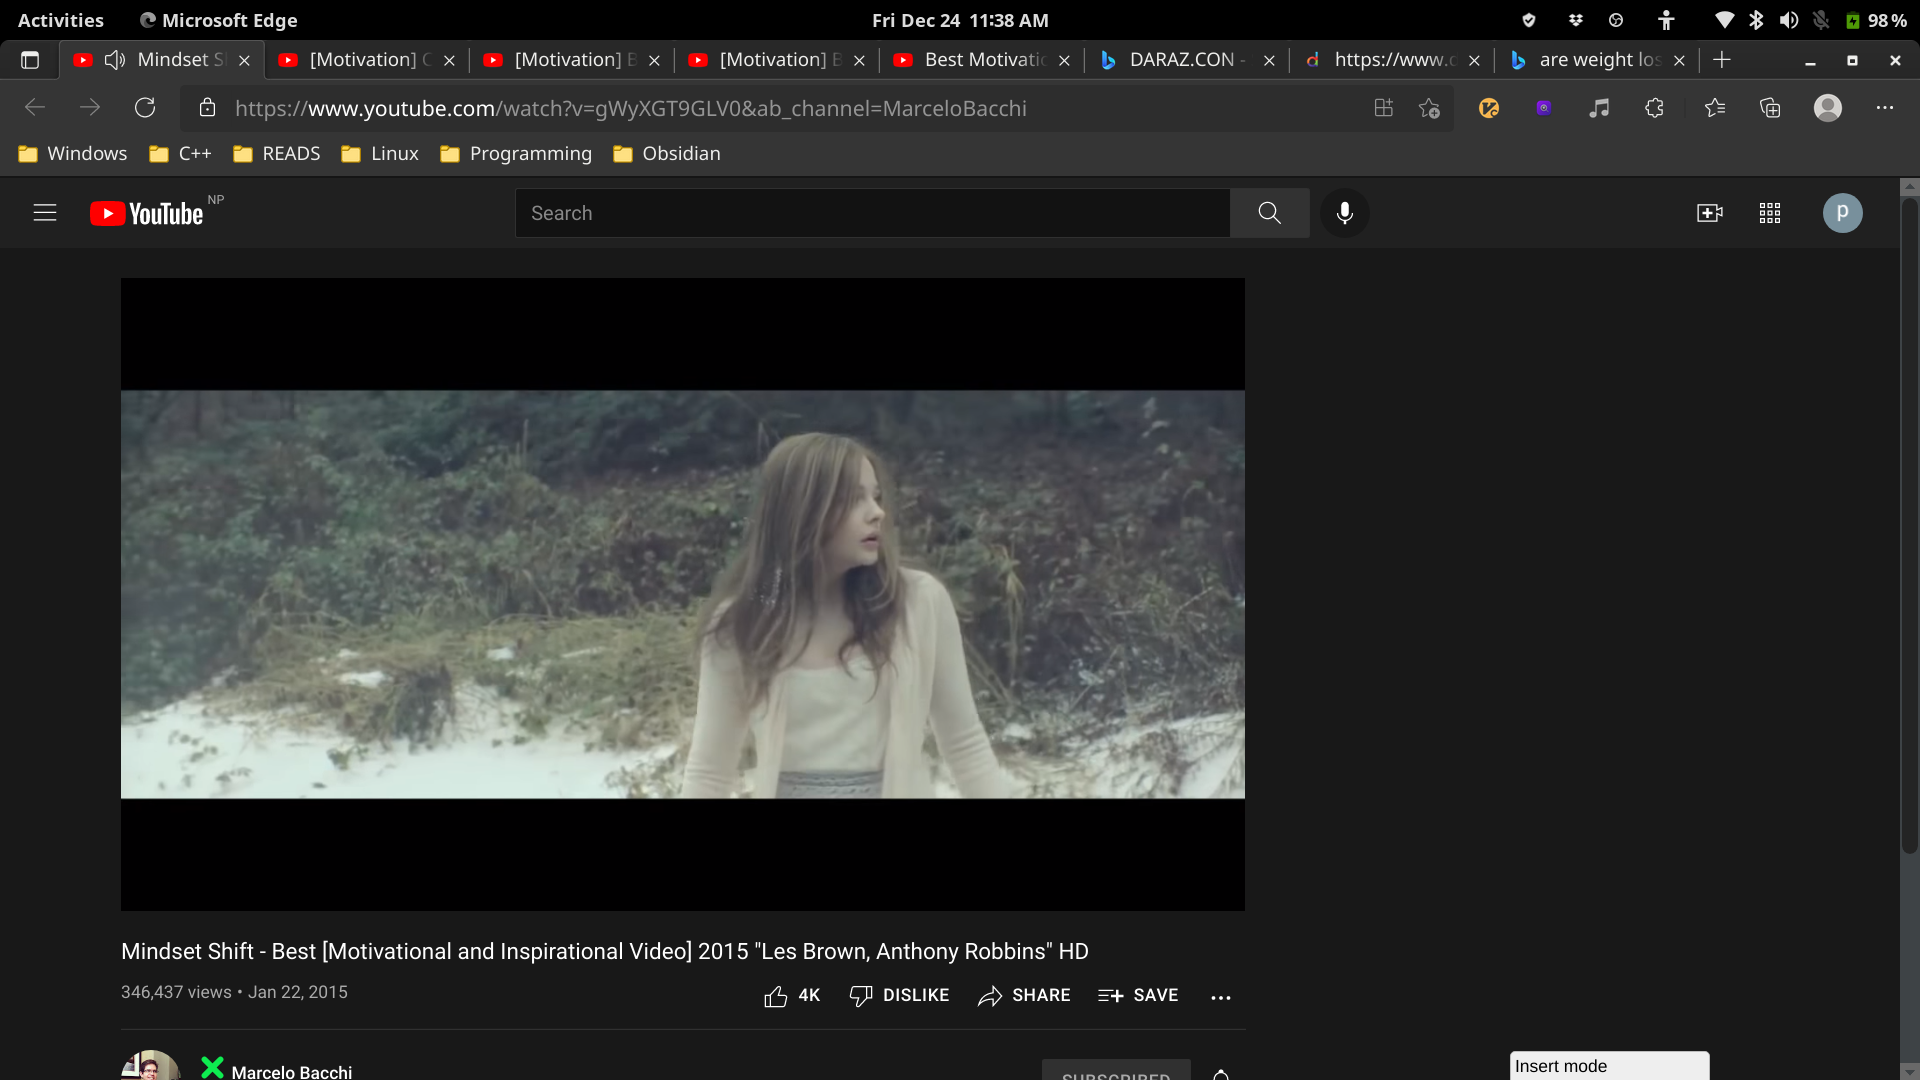 Activities Microsoft Edge Fri Dec 24 11:38 AM 98%
Mindset S [Motivation] C [Motivation] B [Motivation] B Best Motivatio DARAZ.CON - https://www.d are weight los
https://www.youtube.com/watch?v=gWyXGT9GLV0&ab_channel=MarceloBacchi
Windows C++ READS Linux Programming Obsidian
YouTube NP Search p
Mindset Shift - Best [Motivational and Inspirational Video] 2015 "Les Brown, Anthony Robbins" HD
346,437 views • Jan 22, 2015 4K DISLIKE SHARE SAVE
Marcelo Bacchi SUBSCRIBED
Insert mode